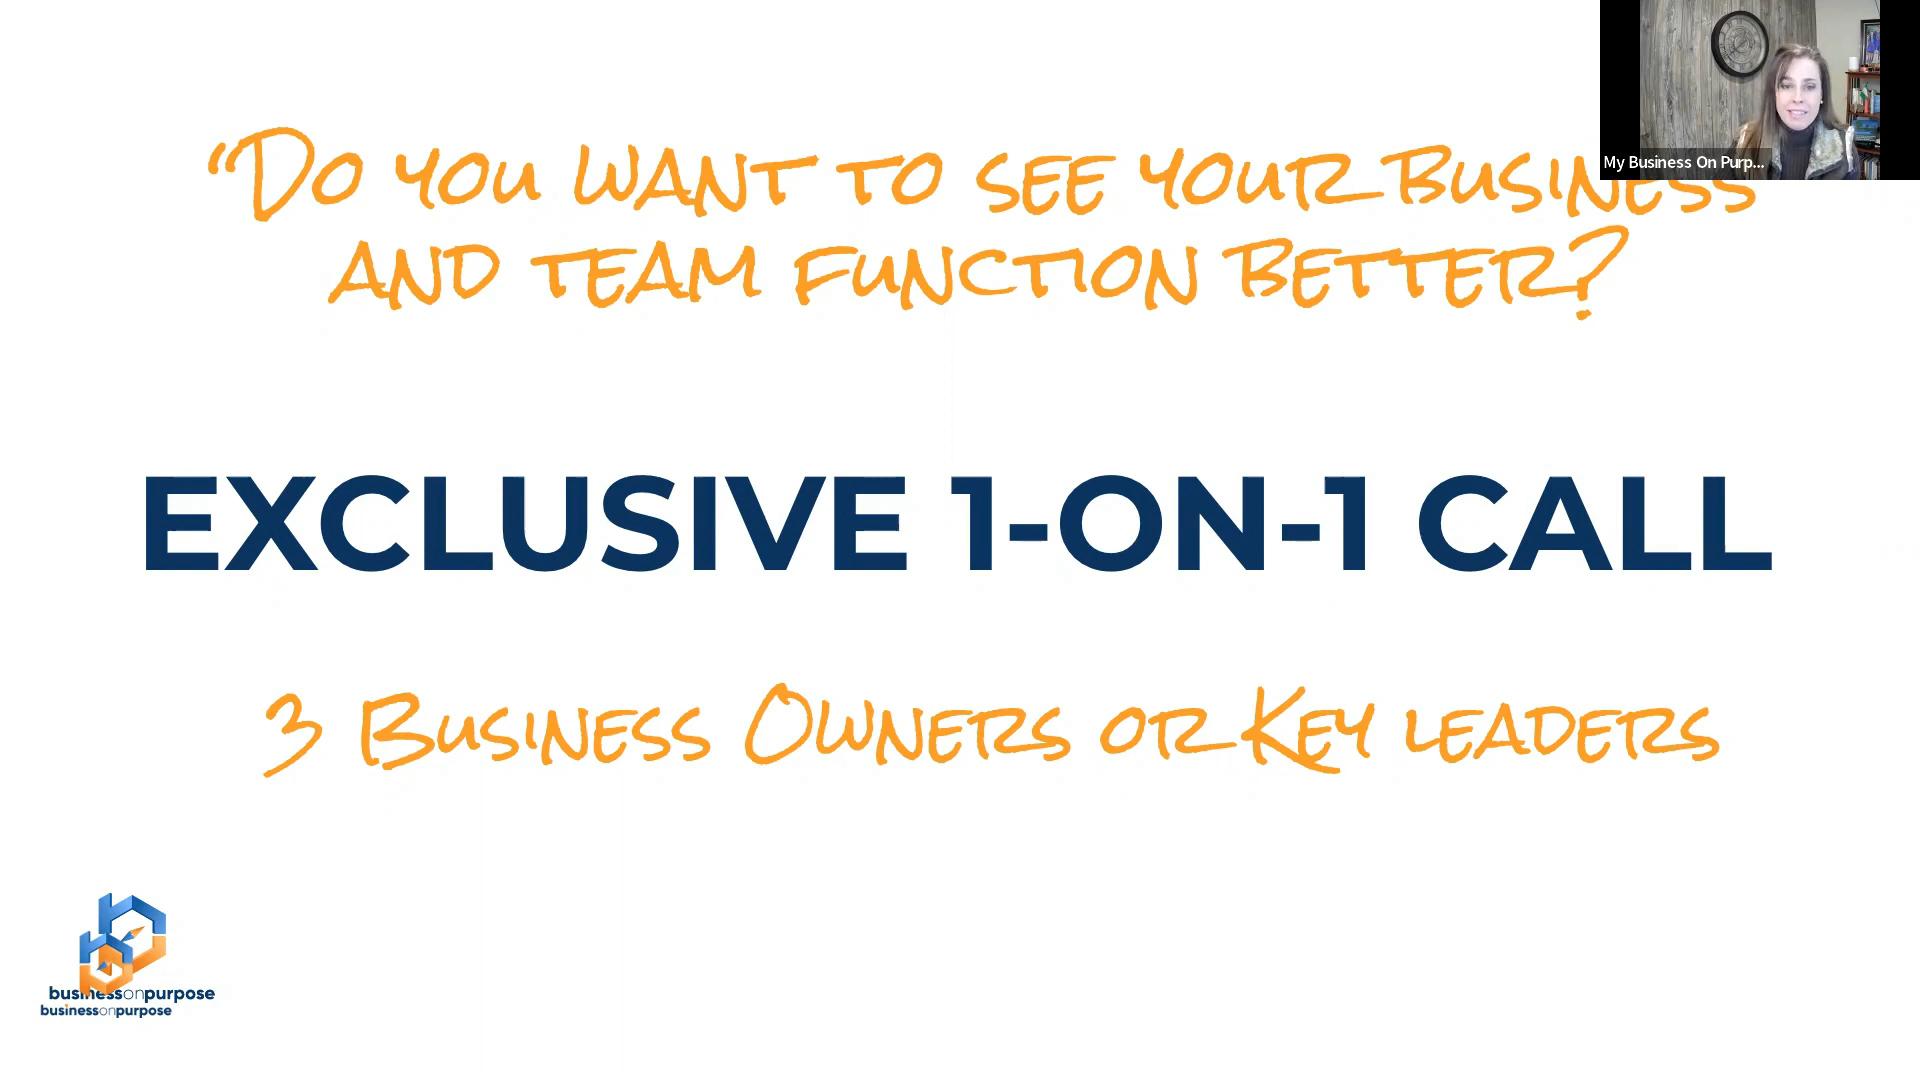 "Do you want to see your business
and team function better?
EXCLUSIVE 1-ON-1 CALL
3 Business Owners or Key leaders
My Business On Purp...
businessonpurpose
businessonpurpose